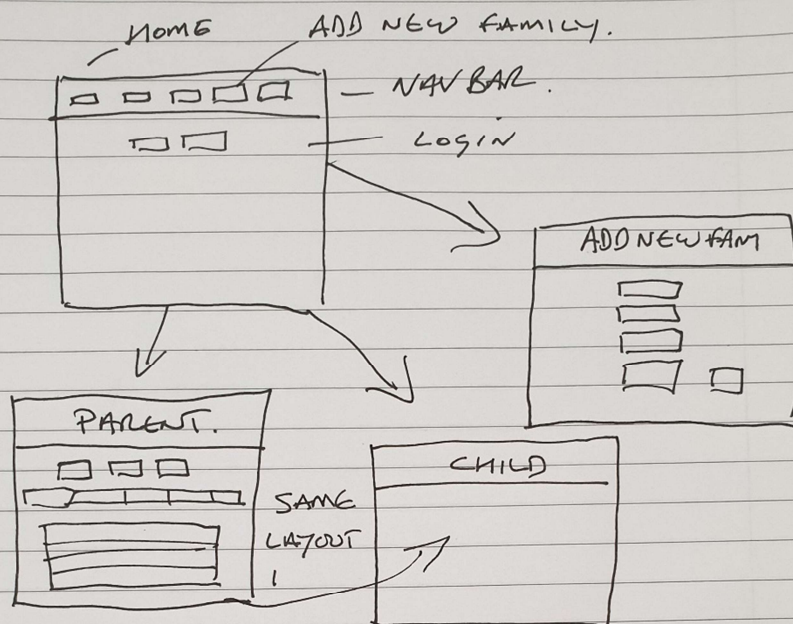 HOME
ADD NEW FAMILY.
NAV BAR.
LOGIN
ADD NEW FAM
PARENT.
CHILD
SAME
LAYOUT